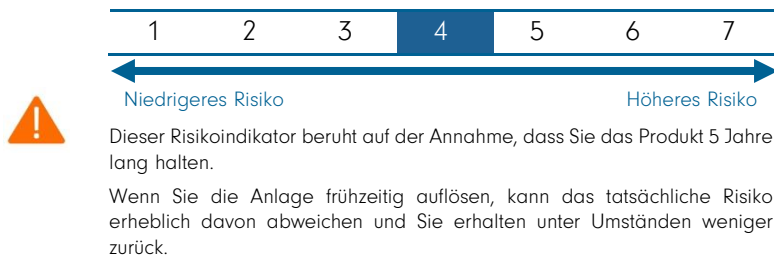 1 2 3 4 5 6 7
Niedrigeres Risiko Höheres Risiko
Dieser Risikoindikator beruht auf der Annahme, dass Sie das Produkt 5 Jahre
lang halten.
Wenn Sie die Anlage frühzeitig auflösen, kann das tatsächliche Risiko
erheblich davon abweichen und Sie erhalten unter Umständen weniger
zurück.